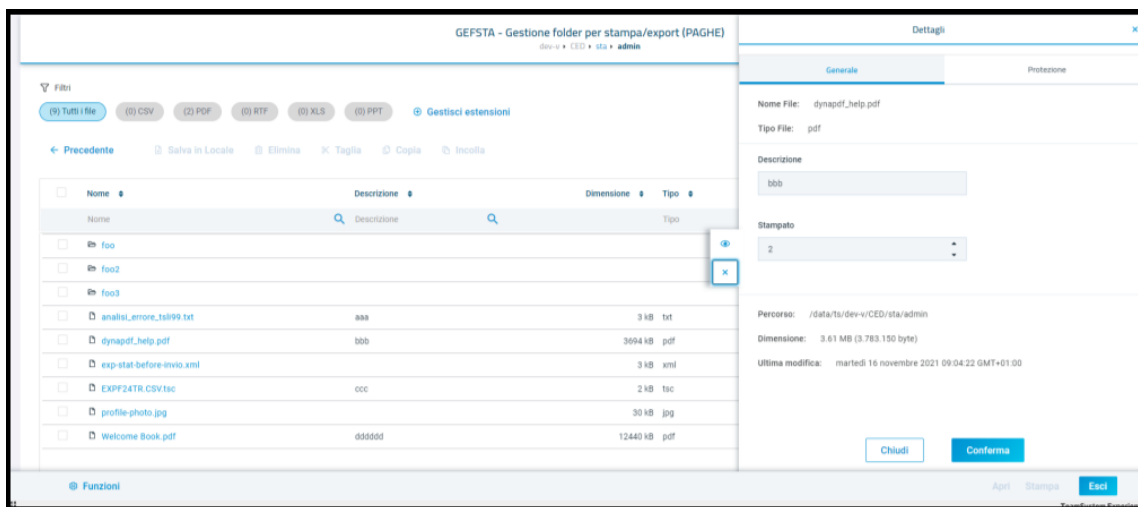 GEFSTA - Gestione folder per stampa/export (PAGHE)
dev-v CED sta admin
Filtri
(9) Tutti i file (0) CSV (2) PDF (0) RTF (0) XLS (0) PPT Gestisci estensioni
Precedente Salva in Locale Elimina Taglia Copia Incolla
Nome Descrizione Dimensione Tipo
Nome Descrizione Tipo
foo
foo2
foo3
analisi_errore_tsli99.txt aaa 3 kB txt
dynapdf_help.pdf bbb 3694 kB pdf
exp-stat-before-invio.xml 3 kB xml
EXPF24TR.CSV.tsc ccc 2 kB tsc
profile-photo.jpg 30 kB jpg
Welcome Book.pdf dddddd 12440 kB pdf
Dettagli
Generale Protezione
Nome File: dynapdf_help.pdf
Tipo File: pdf
Descrizione
bbb
Stampato
2
Percorso: /data/ts/dev-v/CED/sta/admin
Dimensione: 3.61 MB (3.783.150 byte)
Ultima modifica: martedì 16 novembre 2021 09:04:22 GMT+01:00
Chiudi Conferma
Funzioni Apri Stampa Esci